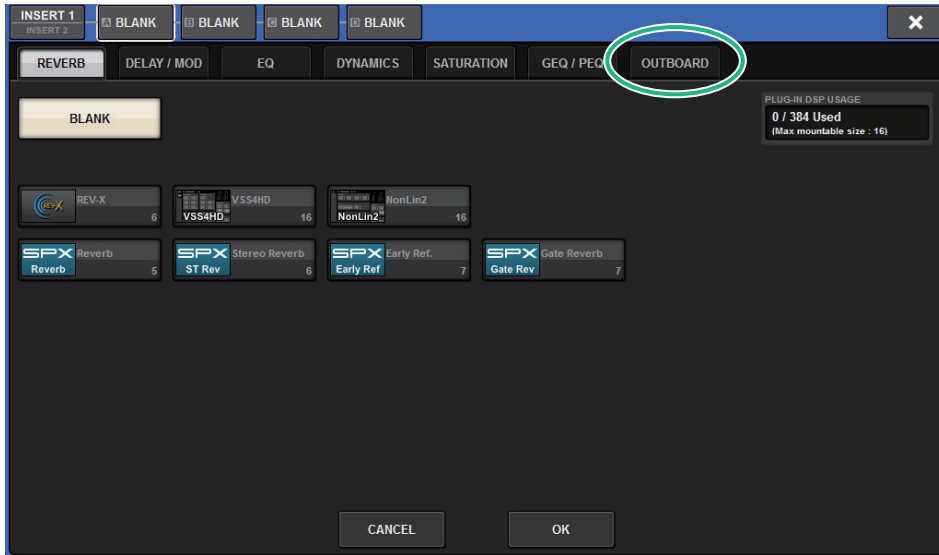 INSERT 1
INSERT 2
A BLANK
B BLANK
C BLANK
D BLANK
REVERB DELAY / MOD EQ DYNAMICS SATURATION GEQ / PEQ OUTBOARD
BLANK
PLUG-IN DSP USAGE
0 / 384 Used
(Max mountable size : 16)
REV-X REV-X 6
VSS4HD VSS4HD 16
NonLin2 NonLin2 16
SPX Reverb
Reverb 5
SPX Stereo Reverb
ST Rev 6
SPX Early Ref.
Early Ref 7
SPX Gate Reverb
Gate Rev 7
CANCEL OK